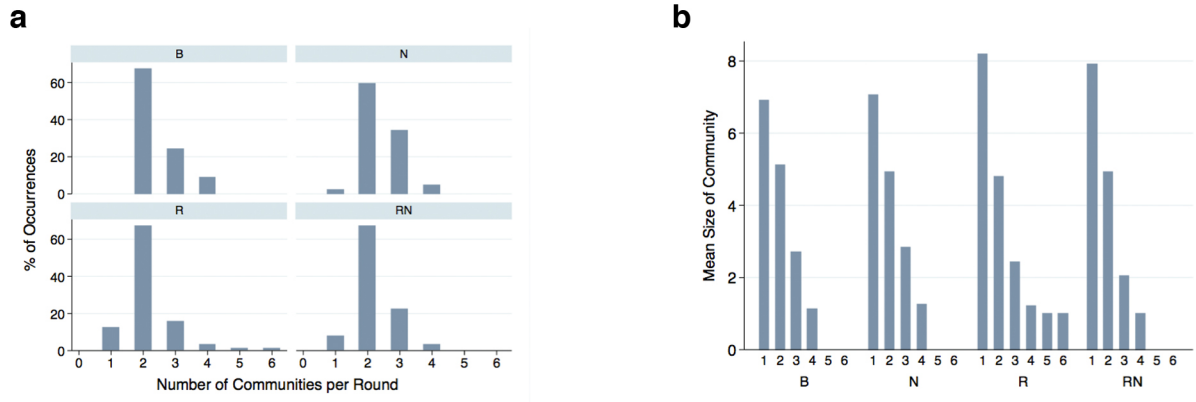 a
B N
60
40
20
0
R RN
60
40
20
0
0 1 2 3 4 5 6 0 1 2 3 4 5 6
Number of Communities per Round
% of Occurrences
b
8
6
4
2
0
Mean Size of Community
1 2 3 4 5 6 1 2 3 4 5 6 1 2 3 4 5 6 1 2 3 4 5 6
B N R RN